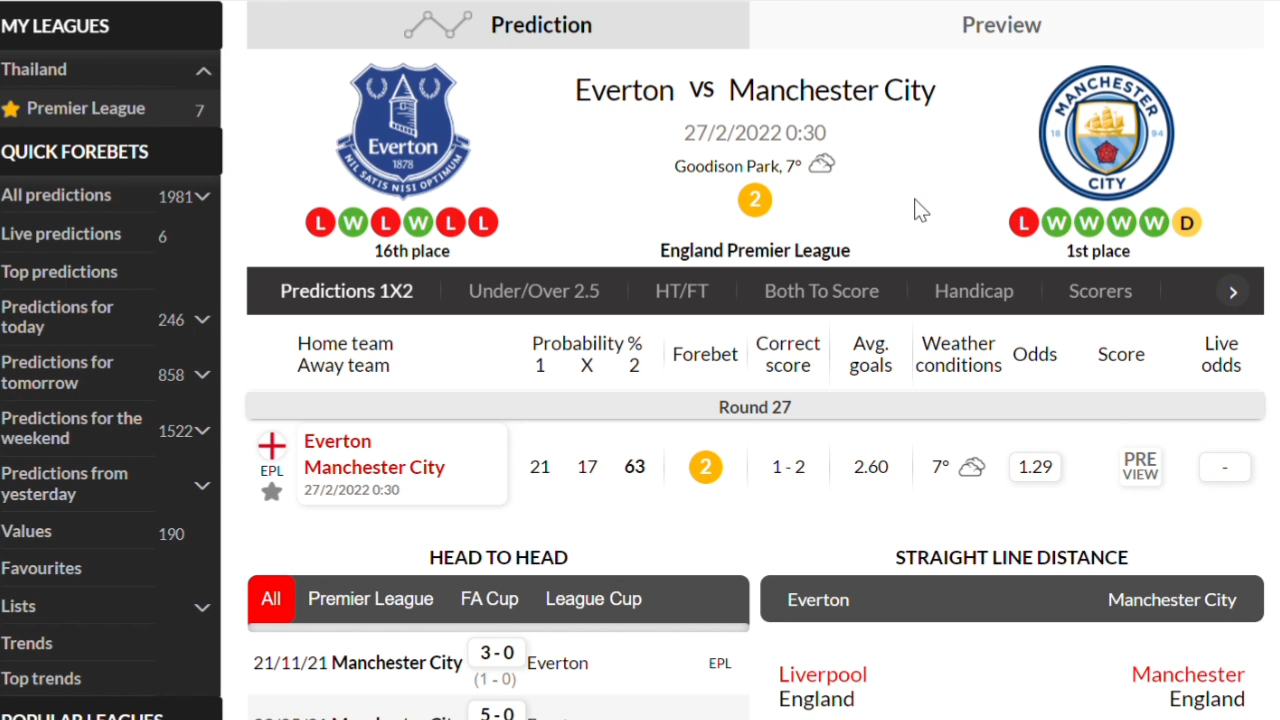 MY LEAGUES
Thailand
Premier League 7
QUICK FOREBETS
All predictions 1981
Live predictions 6
Top predictions
Predictions for
today 246
Predictions for
tomorrow 858
Predictions for the
weekend 1522
Predictions from
yesterday
Values 190
Favourites
Lists
Trends
Top trends
POPULAR LEAGUES
Prediction Preview
Everton
1878
NIL SATIS NISI OPTIMUM
Everton vs Manchester City
27/2/2022 0:30
Goodison Park, 7°
2
MANCHESTER
18 94
CITY
L W L W L L
16th place
England Premier League
L W W W W D
1st place
Predictions 1X2 Under/Over 2.5 HT/FT Both To Score Handicap Scorers
Home team
Away team
Probability %
1 X 2
Forebet
Correct
score
Avg.
goals
Weather
conditions
Odds
Score
Live
odds
Round 27
EPL
Everton
Manchester City
27/2/2022 0:30
21 17 63 2 1 - 2 2.60 7° 1.29
PRE
VIEW
-
HEAD TO HEAD
All Premier League FA Cup League Cup
21/11/21 Manchester City 3 - 0 Everton EPL
(1 - 0)
5 - 0
STRAIGHT LINE DISTANCE
Everton Manchester City
Liverpool Manchester
England England